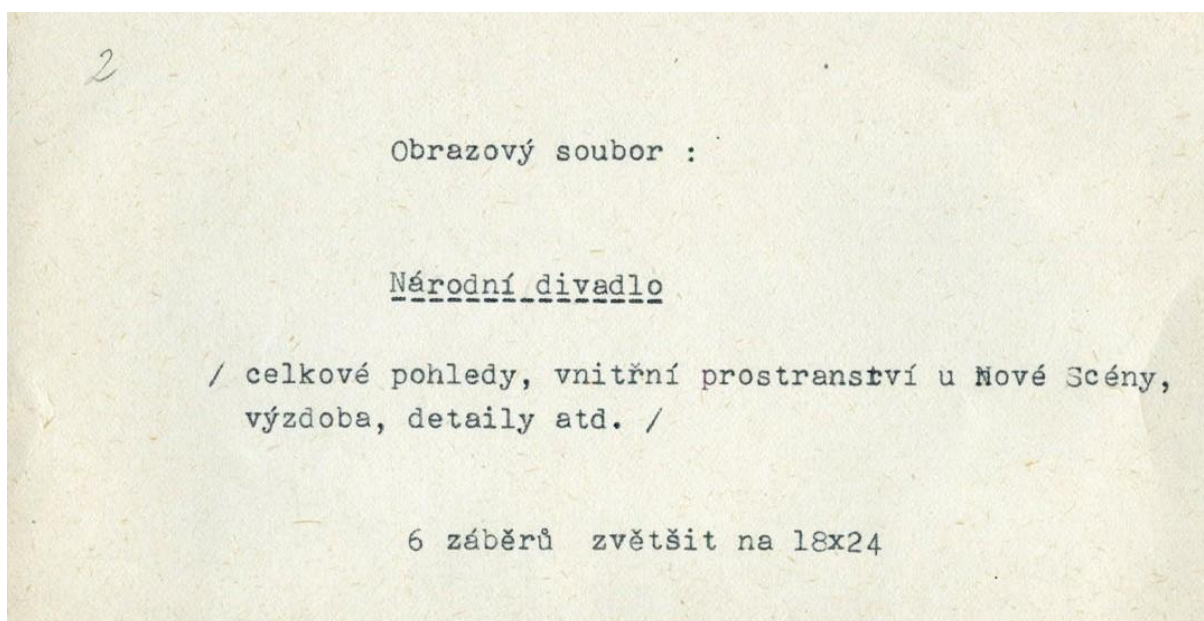 2
Obrazový soubor :
Národní divadlo
/ celkové pohledy, vnitřní prostranství u Nové Scény,
výzdoba, detaily atd. /
6 záběrů zvětšit na 18x24